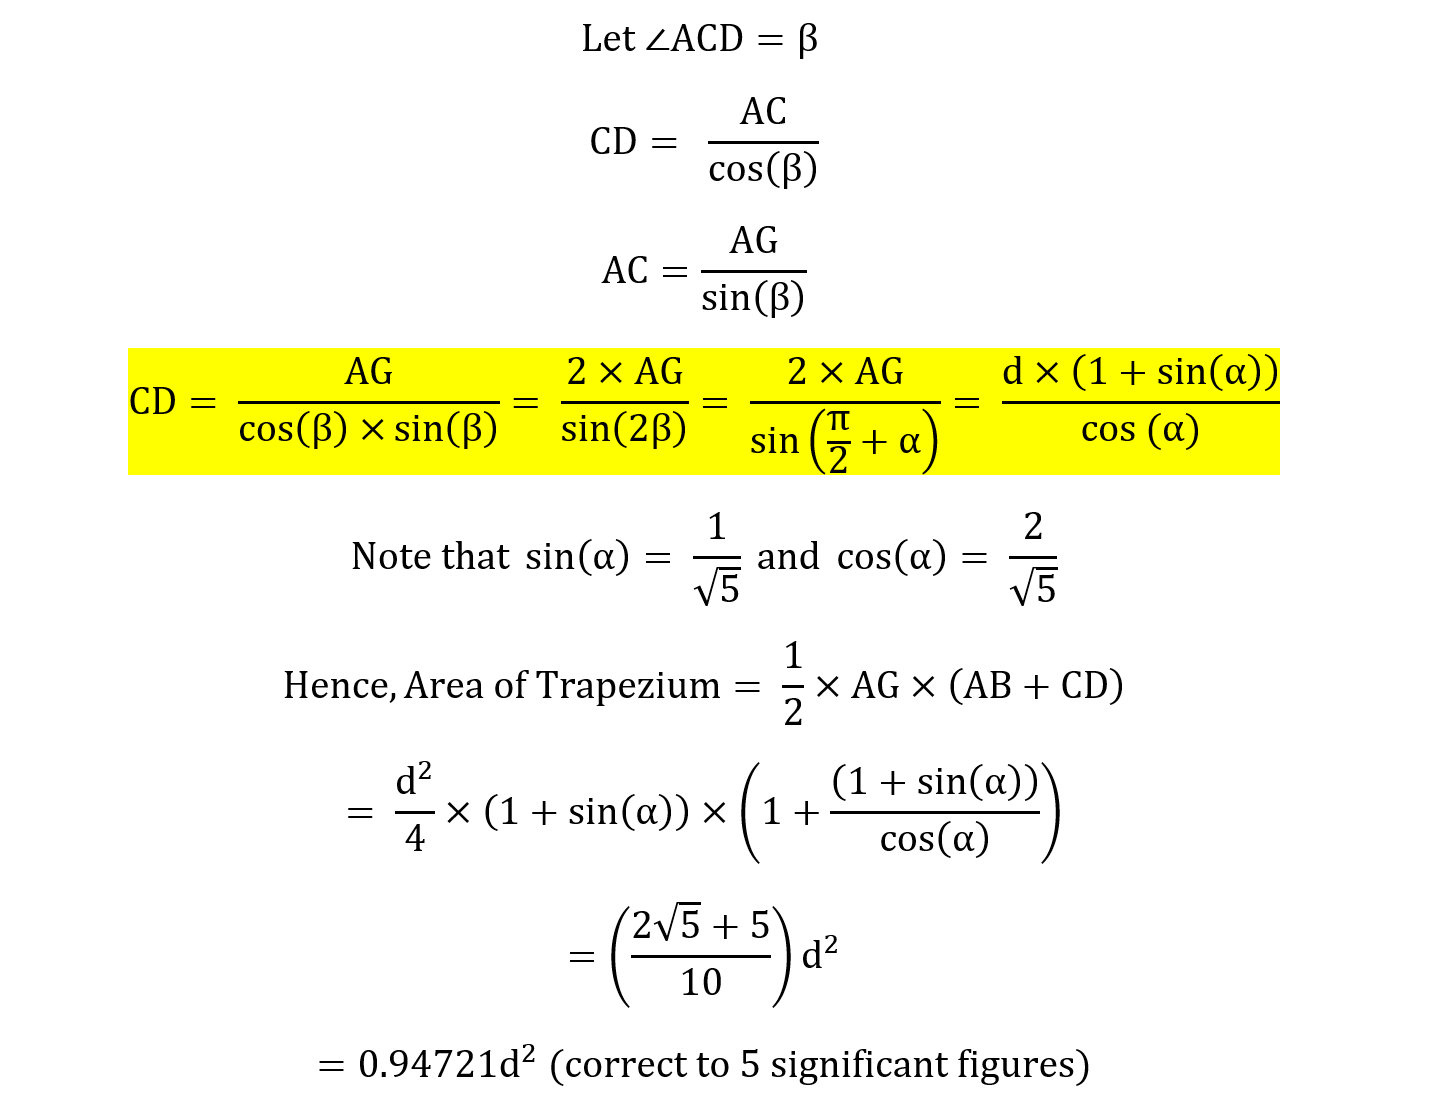 Let ∠ACD = β
CD = AC / cos(β)
AC = AG / sin(β)
CD = AG / (cos(β) × sin(β)) = (2 × AG) / sin(2β) = (2 × AG) / sin(π/2 + α) = (d × (1 + sin(α))) / cos (α)
Note that sin(α) = 1/√5 and cos(α) = 2/√5
Hence, Area of Trapezium = 1/2 × AG × (AB + CD)
= d²/4 × (1 + sin(α)) × (1 + (1 + sin(α)) / cos(α))
= ((2√5 + 5) / 10) d²
= 0.94721d² (correct to 5 significant figures)